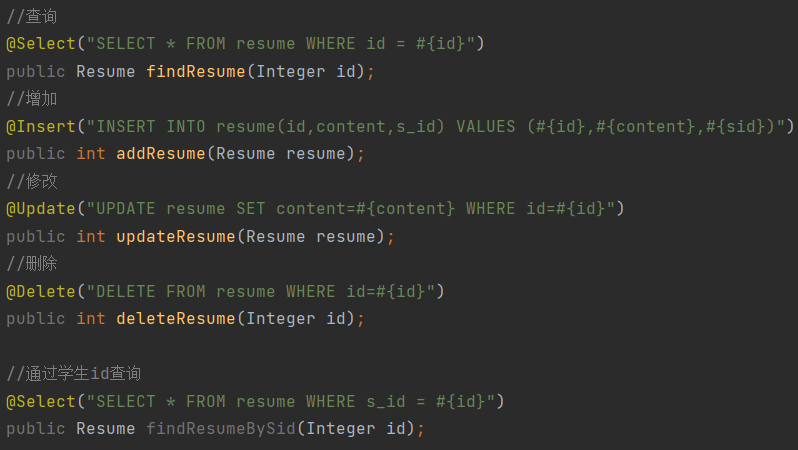 //查询
@Select("SELECT * FROM resume WHERE id = #{id}")
public Resume findResume(Integer id);
//增加
@Insert("INSERT INTO resume(id,content,s_id) VALUES (#{id},#{content},#{sid})")
public int addResume(Resume resume);
//修改
@Update("UPDATE resume SET content=#{content} WHERE id=#{id}")
public int updateResume(Resume resume);
//删除
@Delete("DELETE FROM resume WHERE id=#{id}")
public int deleteResume(Integer id);
//通过学生id查询
@Select("SELECT * FROM resume WHERE s_id = #{id}")
public Resume findResumeBySid(Integer id);